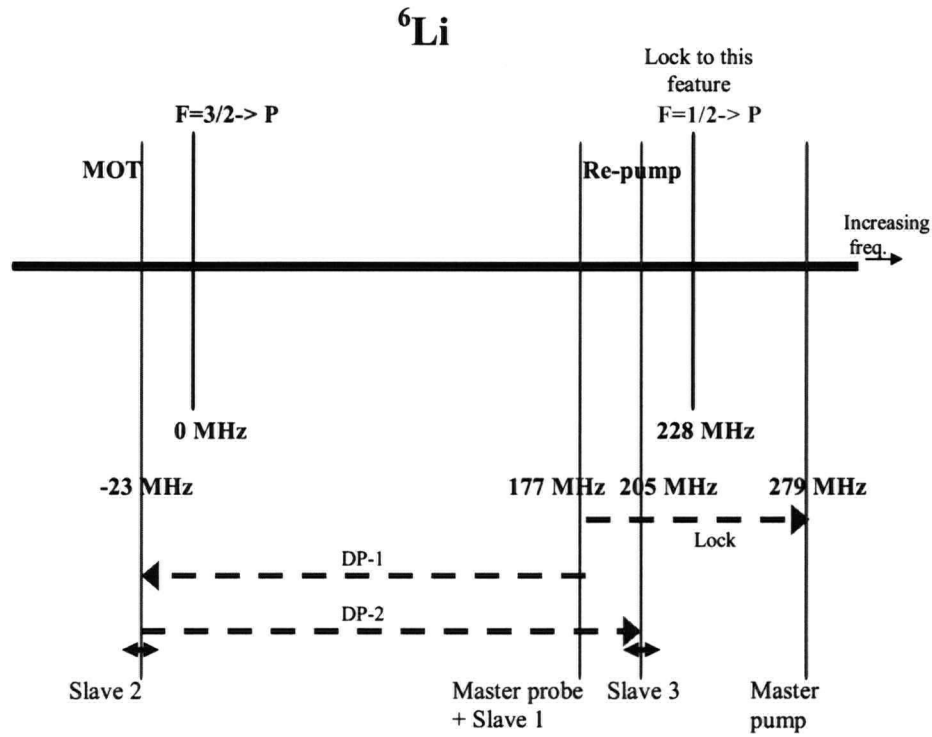 ⁶Li
Lock to this
feature
F=3/2-> P
F=1/2-> P
MOT
Re-pump
Increasing
freq.
0 MHz
228 MHz
-23 MHz
177 MHz
205 MHz
279 MHz
Lock
DP-1
DP-2
Slave 2
Master probe
+ Slave 1
Slave 3
Master
pump